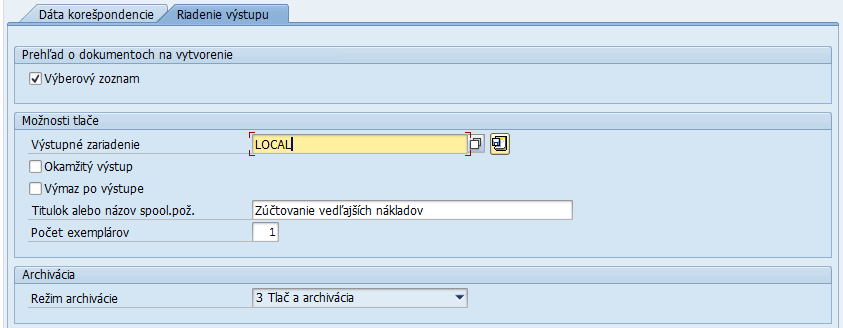 Dáta korešpondencie Riadenie výstupu
Prehľad o dokumentoch na vytvorenie
Výberový zoznam
Možnosti tlače
Výstupné zariadenie LOCAL
Okamžitý výstup
Výmaz po výstupe
Titulok alebo názov spool.pož. Zúčtovanie vedľajších nákladov
Počet exemplárov 1
Archivácia
Režim archivácie 3 Tlač a archivácia